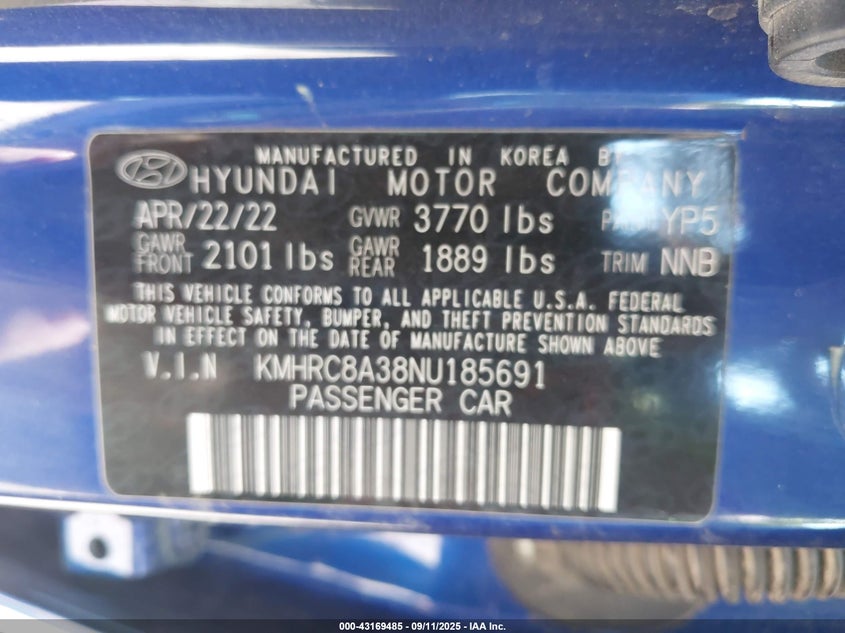 MANUFACTURED IN KOREA BY
HYUNDAI MOTOR COMPANY
APR/22/22 GVWR 3770 lbs PAINT YP5
GAWR FRONT 2101 lbs GAWR REAR 1889 lbs TRIM NNB
THIS VEHICLE CONFORMS TO ALL APPLICABLE U.S.A. FEDERAL
MOTOR VEHICLE SAFETY, BUMPER, AND THEFT PREVENTION STANDARDS
IN EFFECT ON THE DATE OF MANUFACTURE SHOWN ABOVE
V.I.N KMHRC8A38NU185691
PASSENGER CAR
000-43169485 - 09/11/2025 - IAA Inc.